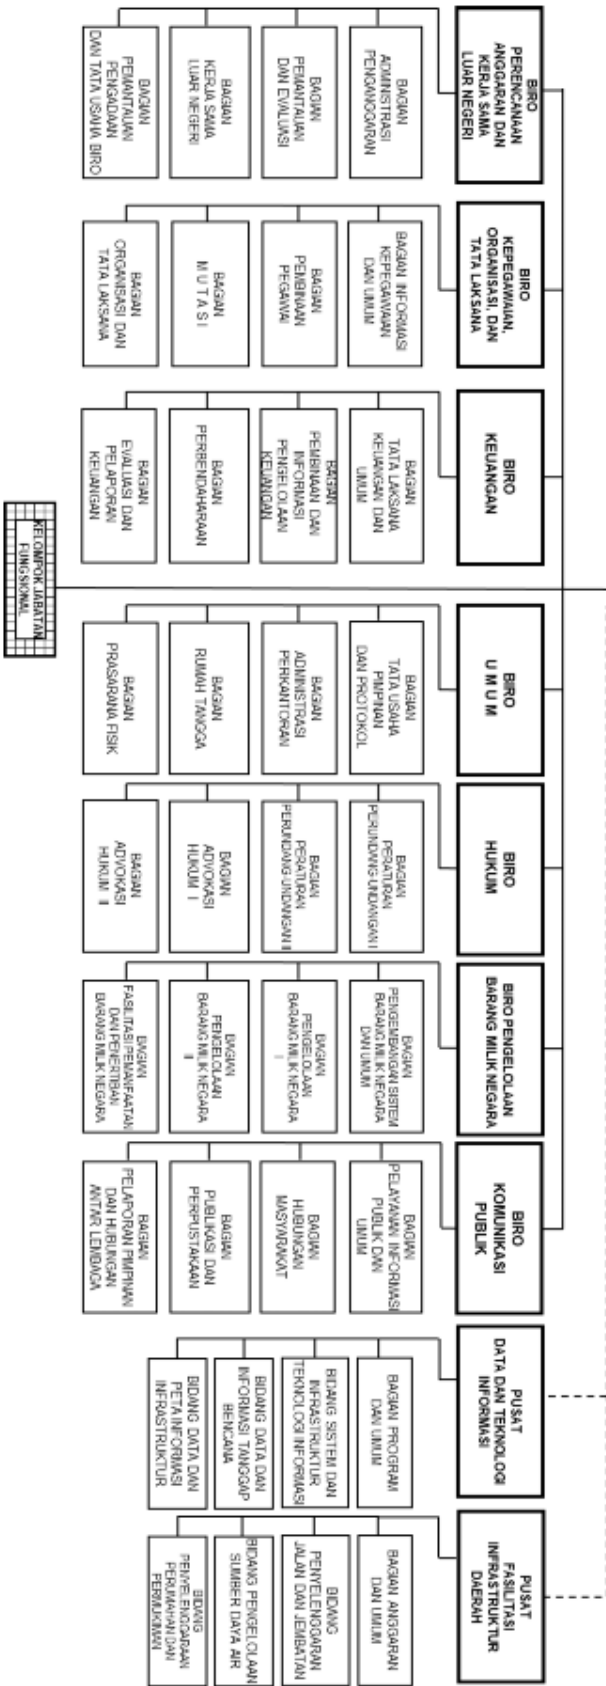 BIRO
PERENCANAAN
ANGGARAN DAN
KERJA SAMA
LUAR NEGERI
BAGIAN
ADMINISTRASI
PENGANGGARAN
BAGIAN
PEMANTAUAN
DAN EVALUASI
BAGIAN
KERJA SAMA
LUAR NEGERI
BAGIAN
PEMANTAUAN
PENGADAAN
DAN TATA USAHA BIRO
BIRO
KEPEGAWAIAN,
ORGANISASI, DAN
TATA LAKSANA
BAGIAN INFORMASI
KEPEGAWAIAN
DAN UMUM
BAGIAN
PEMBINAAN
PEGAWAI
BAGIAN
M U T A S I
BAGIAN
ORGANISASI DAN
TATA LAKSANA
BIRO
KEUANGAN
BAGIAN
TATA LAKSANA
KEUANGAN DAN
UMUM
BAGIAN
PEMBINAAN DAN
INFORMASI
PENGELOLAAN
KEUANGAN
BAGIAN
PERBENDAHARAAN
BAGIAN
EVALUASI DAN
PELAPORAN
KEUANGAN
KELOMPOK JABATAN
FUNGSIONAL
BIRO
U M U M
BAGIAN
TATA USAHA
PIMPINAN
DAN PROTOKOL
BAGIAN
ADMINISTRASI
PERKANTORAN
BAGIAN
RUMAH TANGGA
BAGIAN
PRASARANA FISIK
BIRO
HUKUM
BAGIAN
PERATURAN
PERUNDANG-UNDANGAN I
BAGIAN
PERATURAN
PERUNDANG-UNDANGAN II
BAGIAN
ADVOKASI
HUKUM I
BAGIAN
ADVOKASI
HUKUM II
BIRO PENGELOLAAN
BARANG MILIK NEGARA
BAGIAN
PENGEMBANGAN SISTEM
BARANG MILIK NEGARA
DAN UMUM
BAGIAN
PENGELOLAAN
BARANG MILIK NEGARA
I
BAGIAN
PENGELOLAAN
BARANG MILIK NEGARA
II
BAGIAN
FASILITASI PEMANFAATAN
DAN PENERTIBAN
BARANG MILIK NEGARA
BIRO
KOMUNIKASI
PUBLIK
BAGIAN
PELAYANAN INFORMASI
PUBLIK DAN
UMUM
BAGIAN
HUBUNGAN
MASYARAKAT
BAGIAN
PUBLIKASI DAN
PERPUSTAKAAN
BAGIAN
PELAPORAN PIMPINAN
DAN HUBUNGAN
ANTAR LEMBAGA
PUSAT
DATA DAN TEKNOLOGI
INFORMASI
BAGIAN PROGRAM
DAN UMUM
BIDANG SISTEM DAN
INFRASTRUKTUR
TEKNOLOGI INFORMASI
BIDANG DATA DAN
INFORMASI TANGGAP
BENCANA
BIDANG DATA DAN
PETA INFORMASI
INFRASTRUKTUR
PUSAT
FASILITASI
INFRASTRUKTUR
DAERAH
BAGIAN ANGGARAN
DAN UMUM
BIDANG
PENYELENGGARAN
JALAN DAN JEMBATAN
BIDANG PENGELOLAAN
SUMBER DAYA AIR
BIDANG
PENYELENGGARAAN
PERUMAHAN DAN
PERMUKIMAN